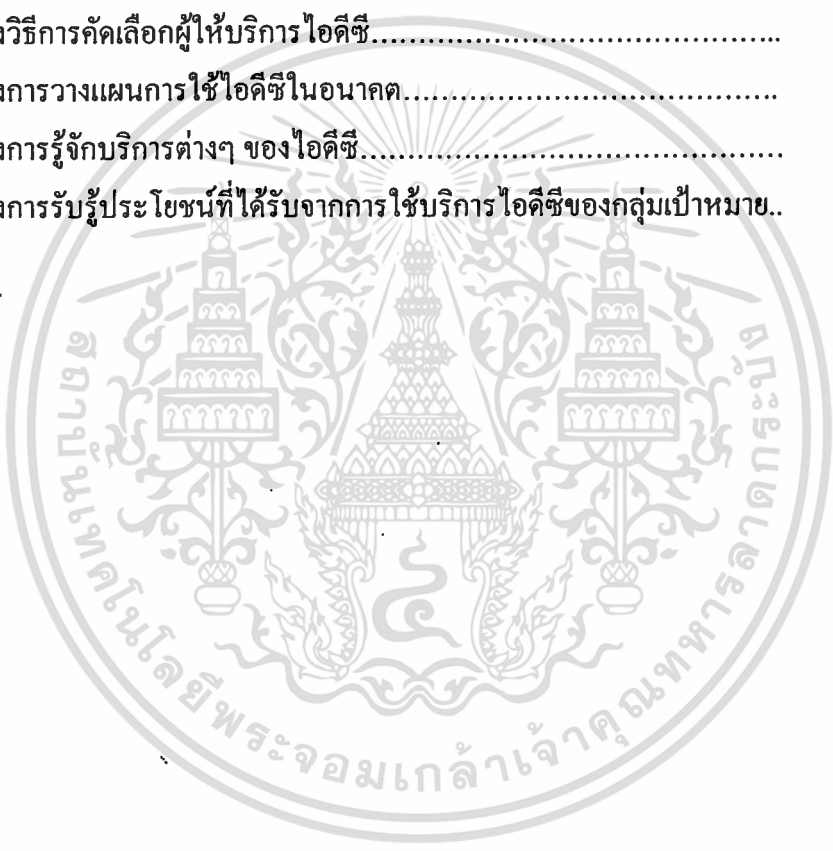 วิธีการคัดเลือกผู้ให้บริการไอดีซี................................................
การวางแผนการใช้ไอดีซีในอนาคต............................................
การรู้จักบริการต่างๆ ของไอดีซี..................................................
การรับรู้ประโยชน์ที่ได้รับจากการใช้บริการไอดีซีของกลุ่มเป้าหมาย..
สถาบันเทคโนโลยีพระจอมเกล้าเจ้าคุณทหารลาดกระบัง